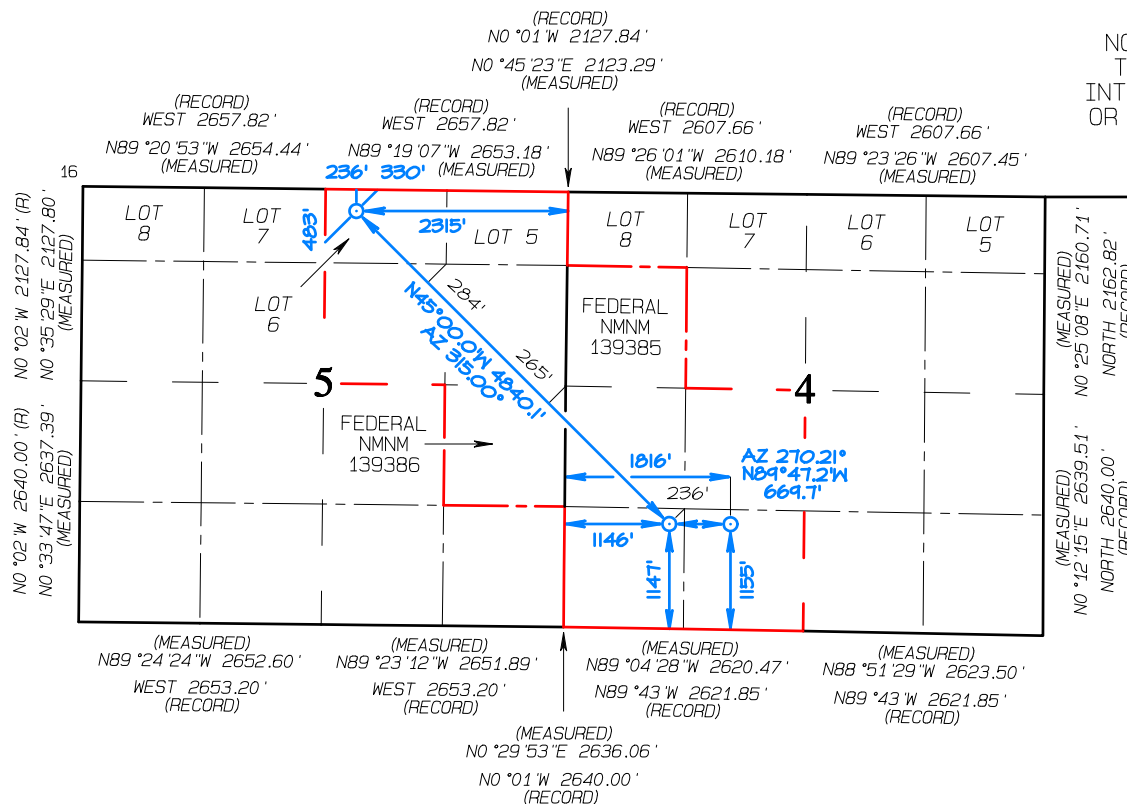 (RECORD)
N0°01'W 2127.84'
N0°45'23"E 2123.29'
(MEASURED)
NO
T
INT
OR
(RECORD)
WEST 2657.82'
N89°20'53"W 2654.44'
(MEASURED)
(RECORD)
WEST 2657.82'
N89°19'07"W 2653.18'
(MEASURED)
(RECORD)
WEST 2607.66'
N89°26'01"W 2610.18'
(MEASURED)
(RECORD)
WEST 2607.66'
N89°23'26"W 2607.45'
(MEASURED)
16
236' 330'
483'
2315'
LOT
8
LOT
7
LOT
6
LOT 5
LOT
8
LOT
7
LOT
6
LOT
5
N0°02'W 2127.84'(R)
N0°35'29"E 2127.80'
(MEASURED)
N0°02'W 2640.00'(R)
N0°33'47"E 2637.39'
(MEASURED)
284'
N45°00.0'W 4840.1'
AZ 315.00°
265'
FEDERAL
NMNM
139385
5
4
FEDERAL
NMNM
139386
1816'
AZ 270.21°
N89°47.2'W
669.7'
236'
1146'
1147'
1155'
(MEASURED)
N0°25'08"E 2160.71'
NORTH 2162.82'
(RECORD)
(MEASURED)
N0°12'15"E 2639.51'
NORTH 2640.00'
(RECORD)
(MEASURED)
N89°24'24"W 2652.60'
WEST 2653.20'
(RECORD)
(MEASURED)
N89°23'12"W 2651.89'
WEST 2653.20'
(RECORD)
(MEASURED)
N89°04'28"W 2620.47'
N89°43'W 2621.85'
(RECORD)
(MEASURED)
N88°51'29"W 2623.50'
N89°43'W 2621.85'
(RECORD)
(MEASURED)
N0°29'53"E 2636.06'
N0°01'W 2640.00'
(RECORD)